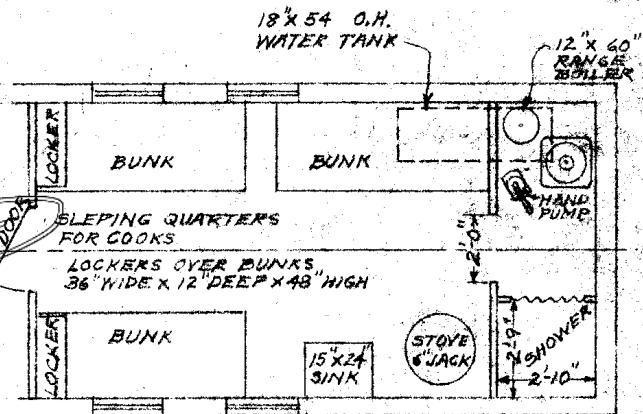 18"X 54 O.H.
WATER TANK
12" X 60"
RANGE
BOILER
LOCKER
BUNK
BUNK
HAND
PUMP
DOOR
SLEPING QUARTERS
FOR COOKS
2'-0"
LOCKERS OVER BUNKS
36"WIDE X 12"DEEP X 48"HIGH
LOCKER
BUNK
15"X24"
SINK
STOVE
6"JACK
2'-9"
SHOWER
2'-10"